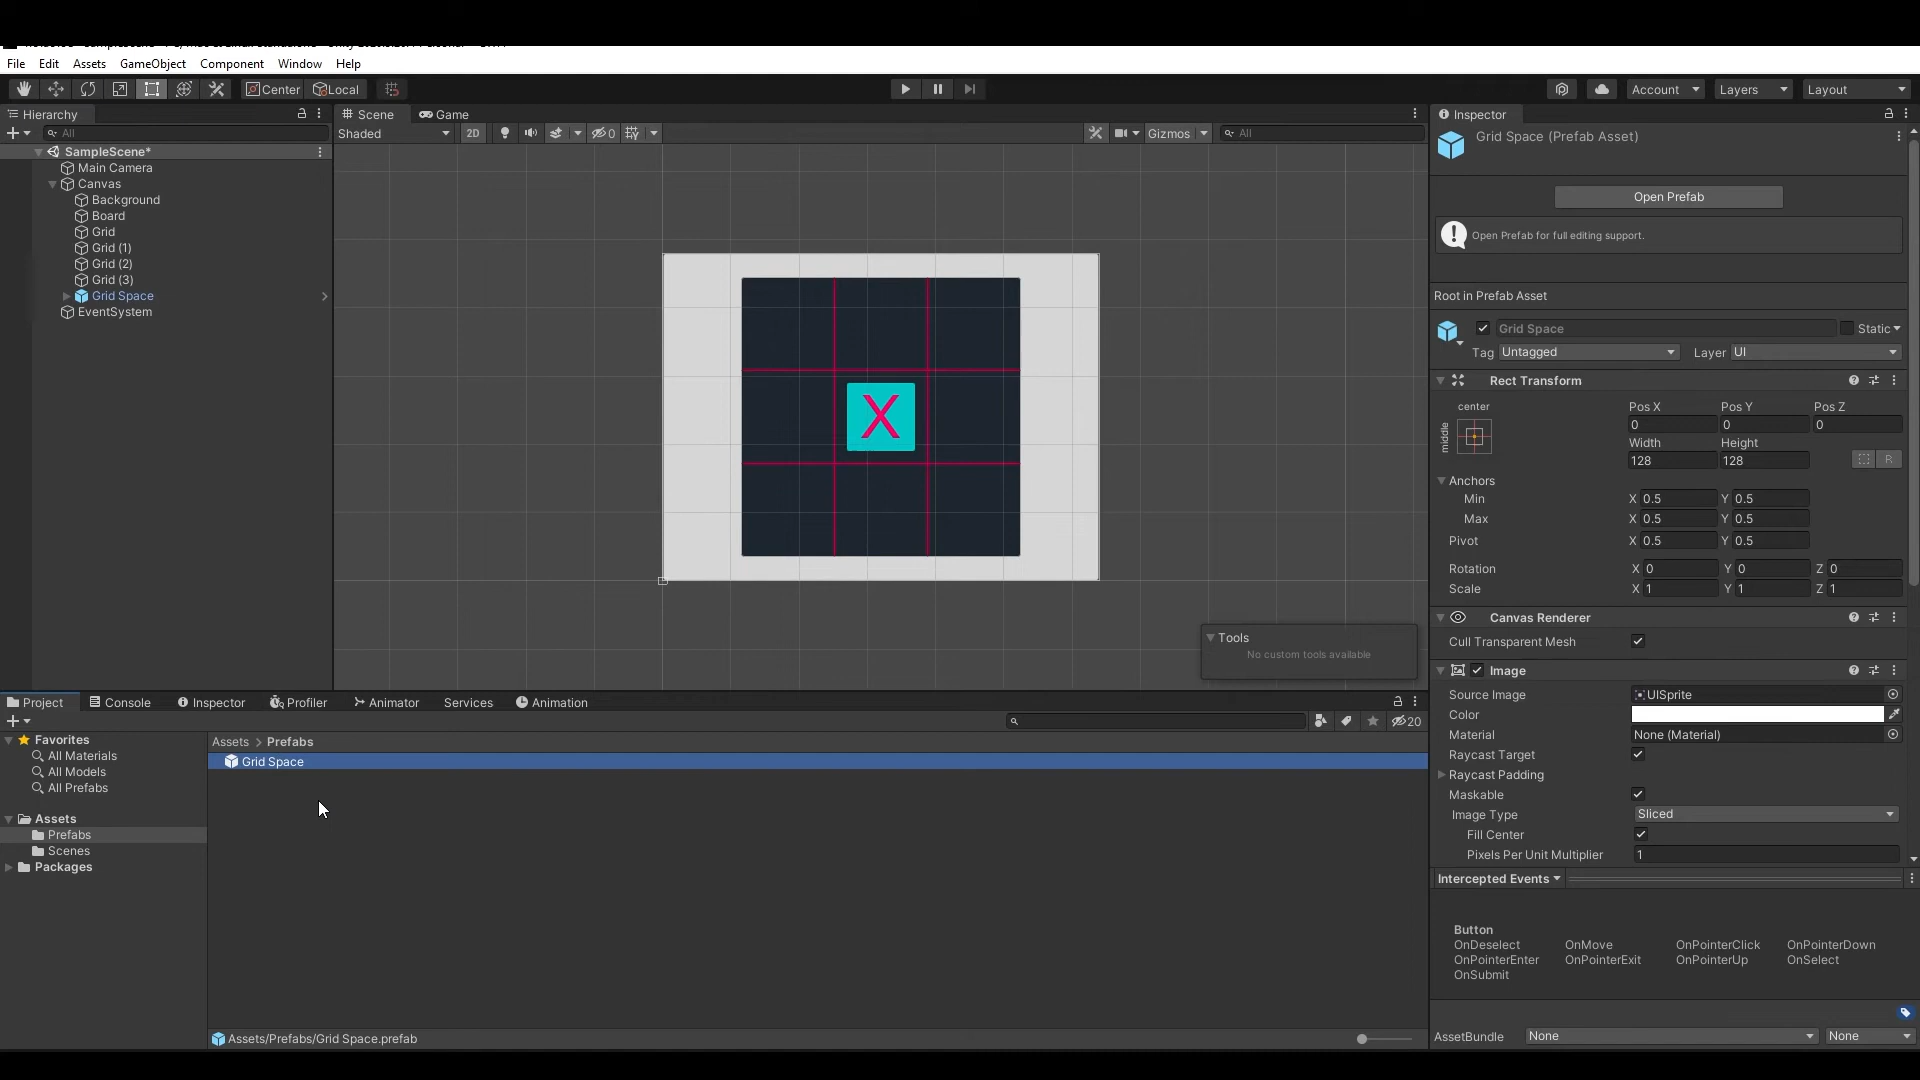 File Edit Assets GameObject Component Window Help
Center Local Account Layers Layout
Hierarchy
All
SampleScene*
Main Camera
Canvas
Background
Board
Grid
Grid (1)
Grid (2)
Grid (3)
Grid Space
EventSystem
Scene Game
Shaded 2D 0 Gizmos All
X
Tools
No custom tools available
Inspector
Grid Space (Prefab Asset)
Open Prefab
Open Prefab for full editing support.
Root in Prefab Asset
Grid Space Static
Tag Untagged Layer UI
Rect Transform
center
middle
Pos X Pos Y Pos Z
0 0 0
Width Height
128 128
R
Anchors
Min X 0.5 Y 0.5
Max X 0.5 Y 0.5
Pivot X 0.5 Y 0.5
Rotation X 0 Y 0 Z 0
Scale X 1 Y 1 Z 1
Canvas Renderer
Cull Transparent Mesh
Image
Source Image UISprite
Color
Material None (Material)
Raycast Target
Raycast Padding
Maskable
Image Type Sliced
Fill Center
Pixels Per Unit Multiplier 1
Intercepted Events
Button
OnDeselect OnMove OnPointerClick OnPointerDown
OnPointerEnter OnPointerExit OnPointerUp OnSelect
OnSubmit
AssetBundle None None
Project Console Inspector Profiler Animator Services Animation
20
Favorites
All Materials
All Models
All Prefabs
Assets
Prefabs
Scenes
Packages
Assets > Prefabs
Grid Space
Assets/Prefabs/Grid Space.prefab